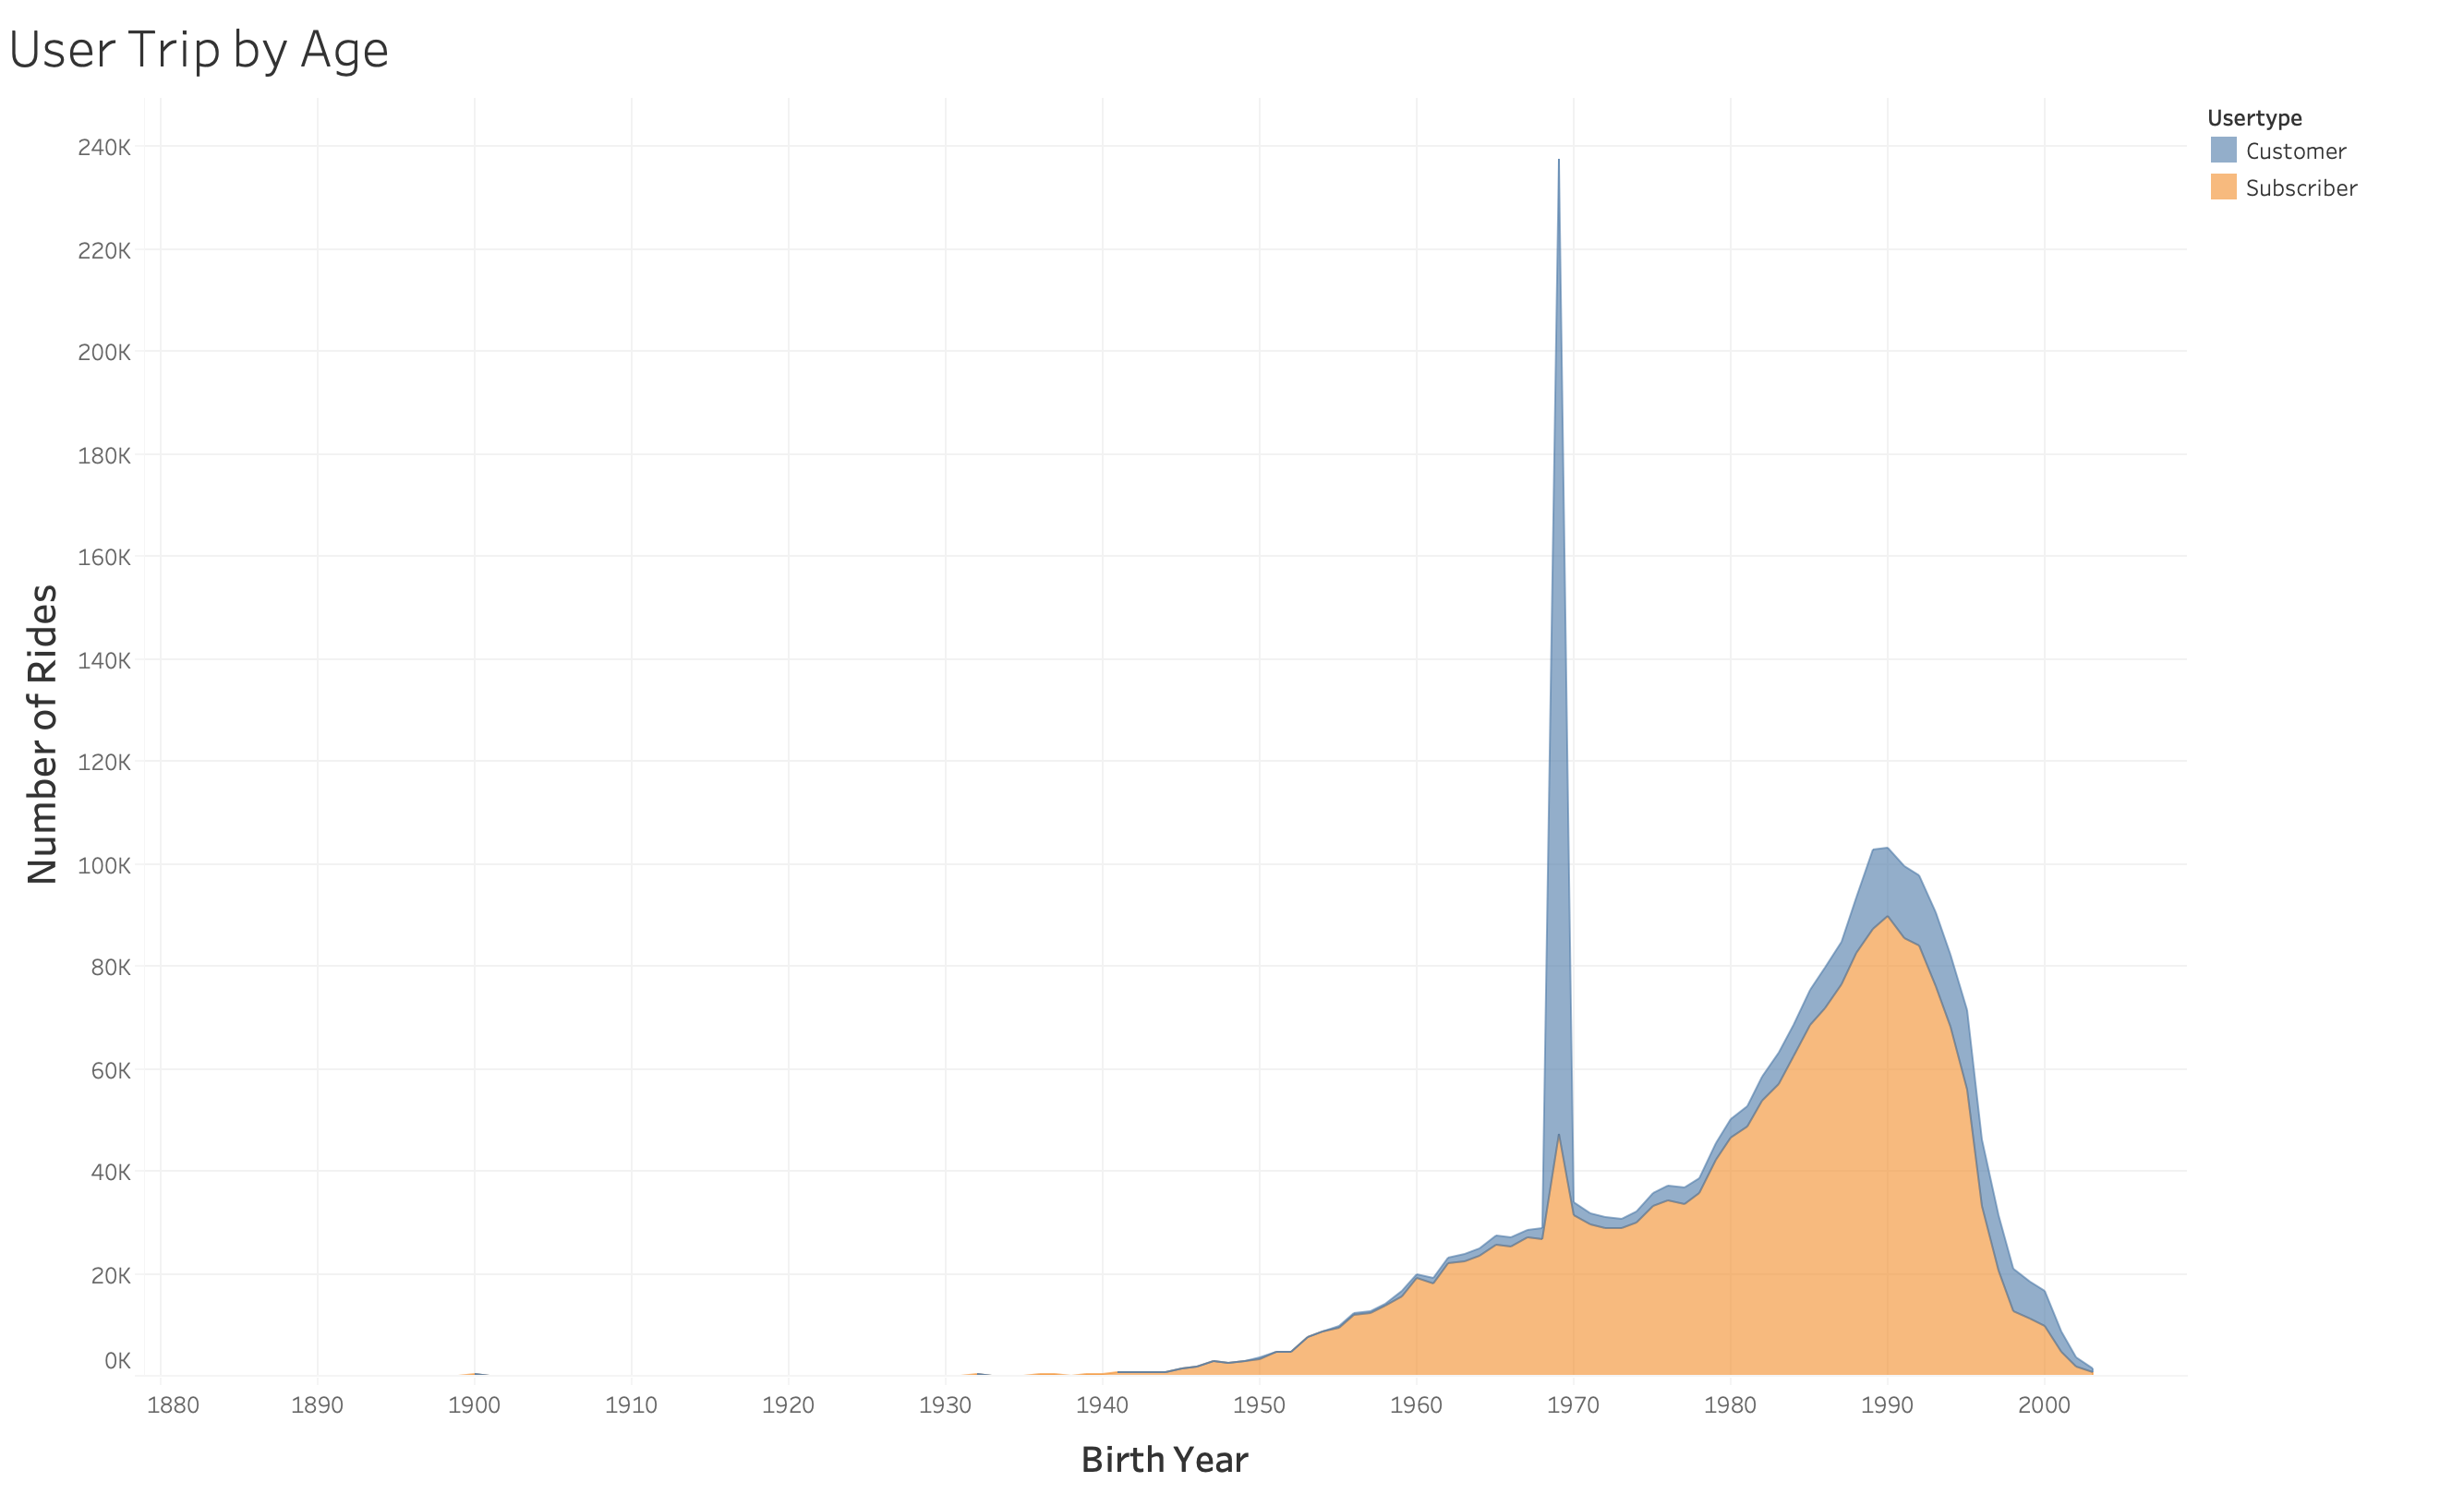 User Trip by Age
Usertype
Customer
Subscriber
Number of Rides
240K
220K
200K
180K
160K
140K
120K
100K
80K
60K
40K
20K
0K
1880 1890 1900 1910 1920 1930 1940 1950 1960 1970 1980 1990 2000
Birth Year